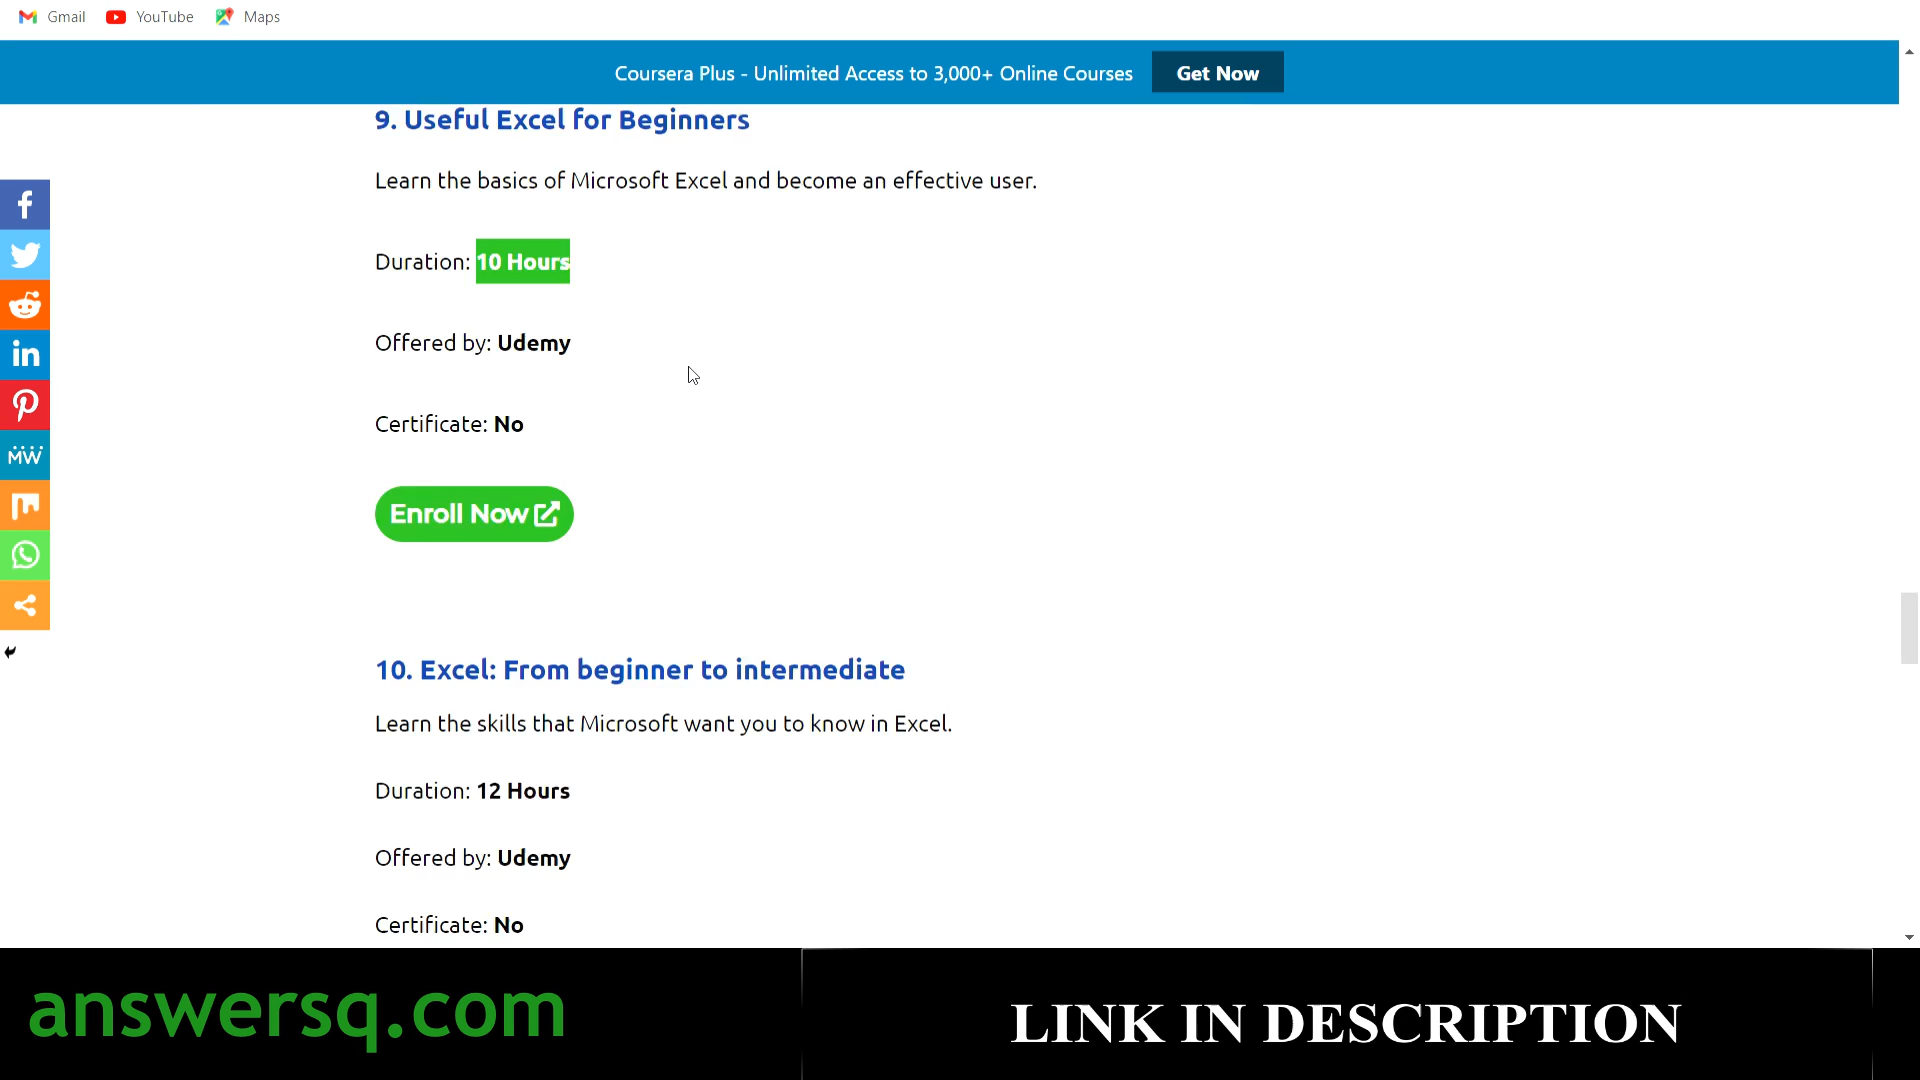 Gmail YouTube Maps
Coursera Plus - Unlimited Access to 3,000+ Online Courses Get Now
9. Useful Excel for Beginners
Learn the basics of Microsoft Excel and become an effective user.
Duration: 10 Hours
Offered by: Udemy
Certificate: No
Enroll Now
10. Excel: From beginner to intermediate
Learn the skills that Microsoft want you to know in Excel.
Duration: 12 Hours
Offered by: Udemy
Certificate: No
answersq.com
LINK IN DESCRIPTION